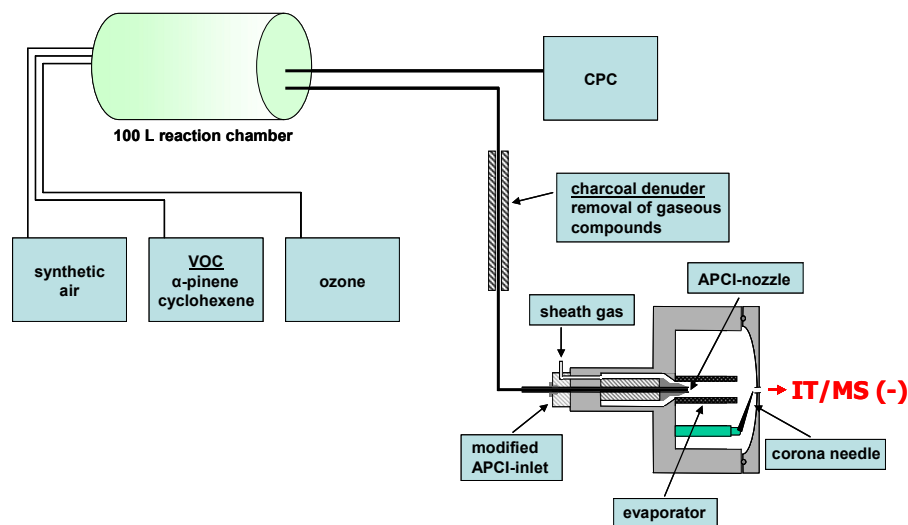 CPC
100 L reaction chamber
charcoal denuder
removal of gaseous
compounds
synthetic
air
VOC
α-pinene
cyclohexene
ozone
APCI-nozzle
sheath gas
IT/MS (-)
modified
APCI-inlet
corona needle
evaporator